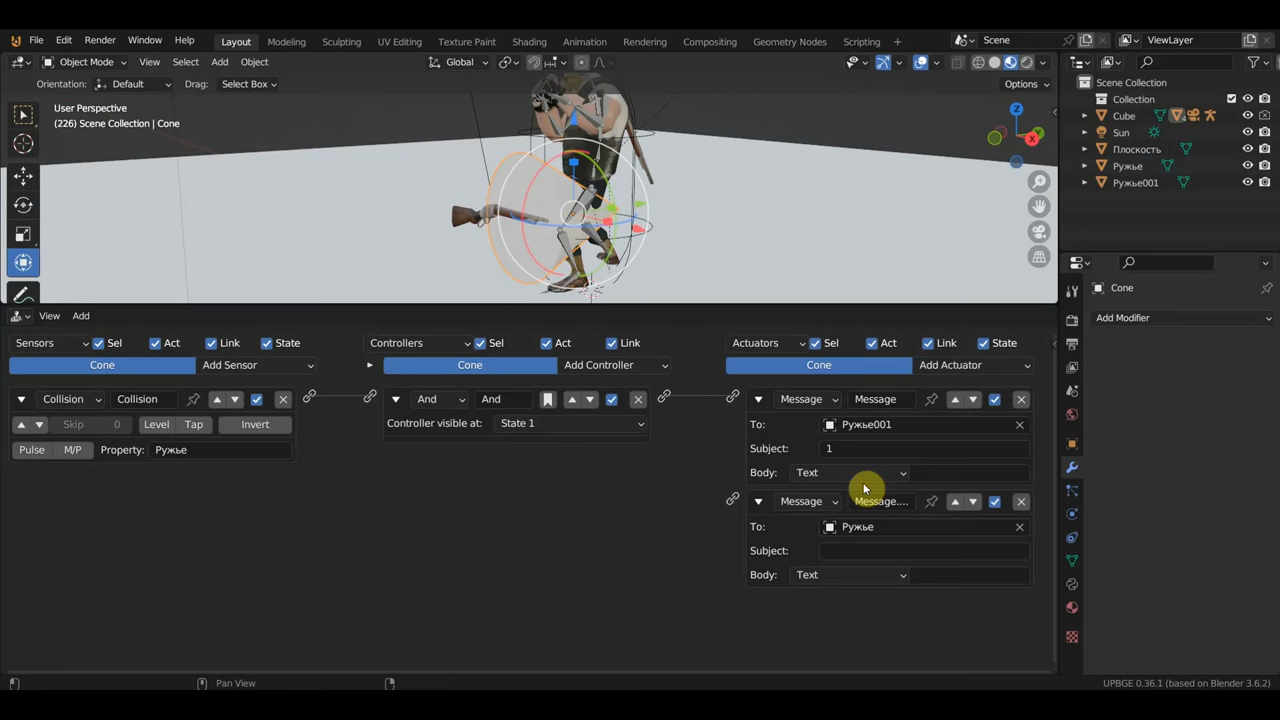 File Edit Render Window Help Layout Modeling Sculpting UV Editing Texture Paint Shading Animation Rendering Compositing Geometry Nodes Scripting + Scene ViewLayer
Object Mode View Select Add Object Global
Orientation: Default Drag: Select Box Options
User Perspective
(226) Scene Collection | Cone
Z
X
Y
Scene Collection
Collection
Cube
Sun
Плоскость
Ружье
Ружье001
Cone
Add Modifier
View Add
Sensors Sel Act Link State Controllers Sel Act Link Actuators Sel Act Link State
Cone Add Sensor Cone Add Controller Cone Add Actuator
Collision Collision And And Message Message
Skip 0 Level Tap Invert Controller visible at: State 1 To: Ружье001
Pulse M/P Property: Ружье Subject: 1
Body: Text
Message Message....
To: Ружье
Subject:
Body: Text
Pan View UPBGE 0.36.1 (based on Blender 3.6.2)